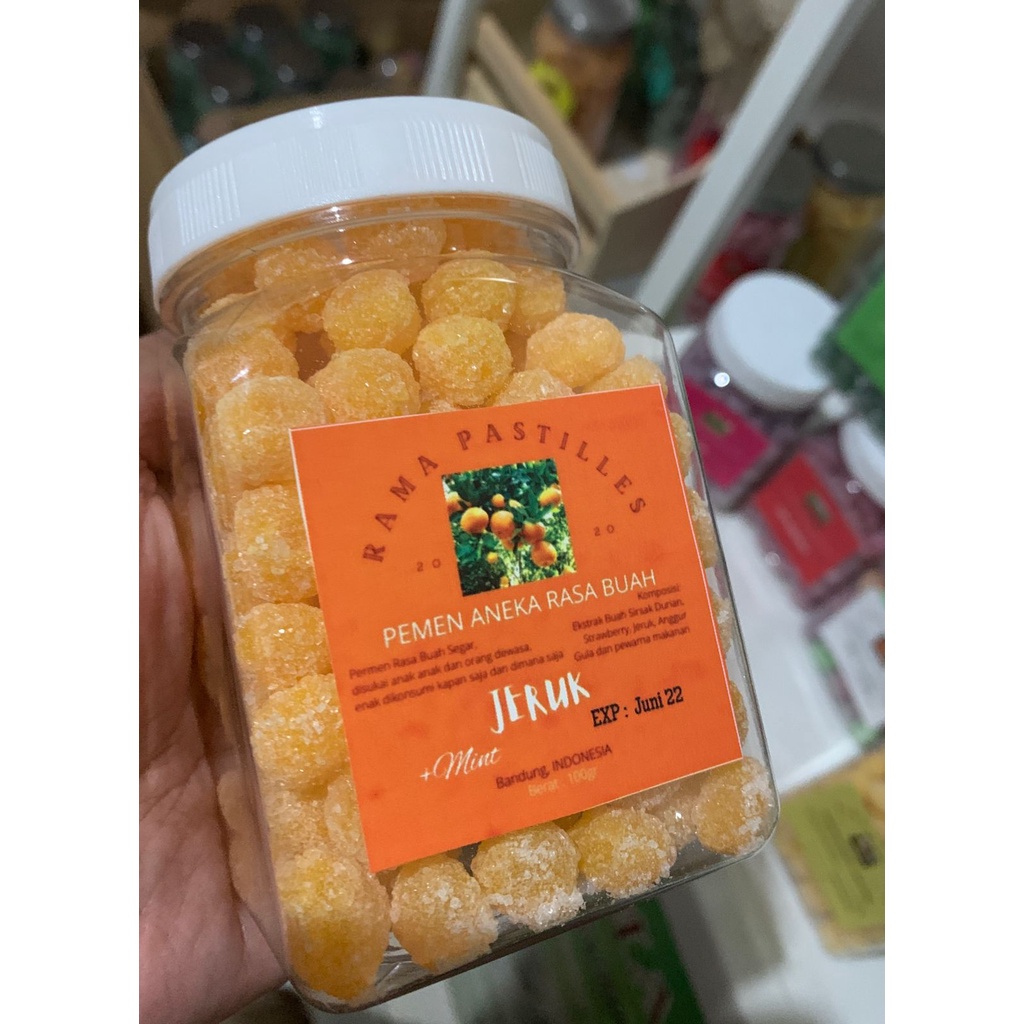 RAMA PASTILLES
20 20
PEMEN ANEKA RASA BUAH
Permen Rasa Buah Segar,
disukai anak anak dan orang dewasa,
enak dikonsumi kapan saja dan dimana saja
Komposisi:
Ekstrak Buah Sirsak Durian,
Strawberry, Jeruk, Anggur
Gula dan pewarna makanan
JERUK
+Mint
EXP : Juni 22
Bandung, INDONESIA
Berat 100gr